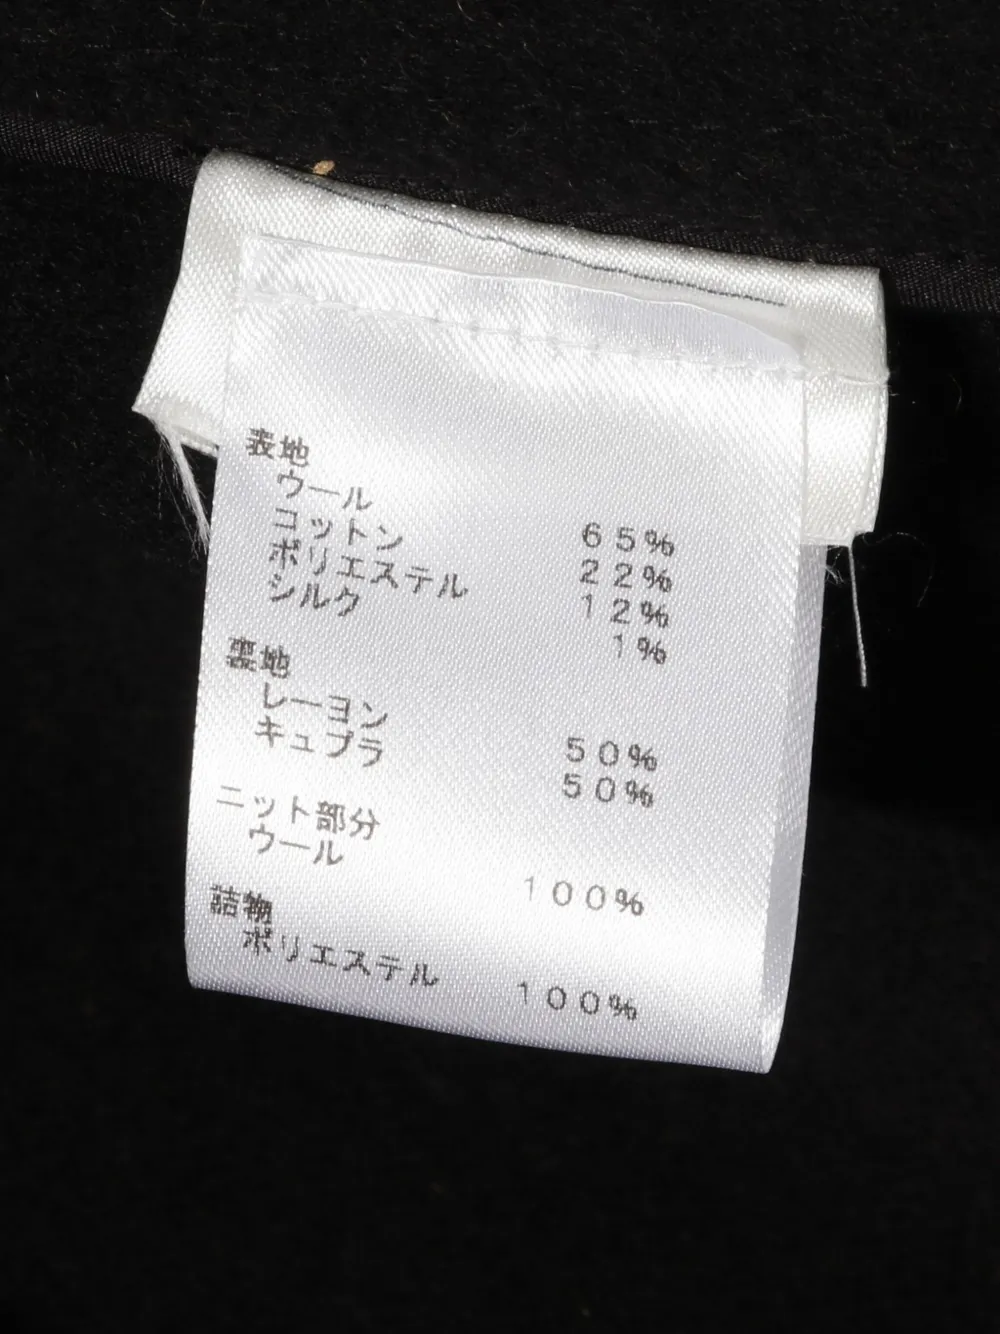 表地
ウール 65%
コットン 22%
ポリエステル 12%
シルク 1%
裏地
レーヨン 50%
キュプラ 50%
ニット部分
ウール 100%
詰物
ポリエステル 100%